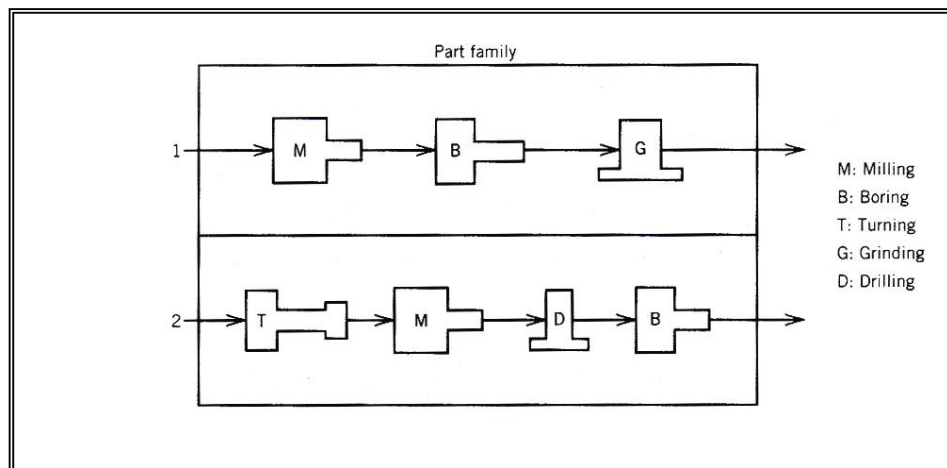 Part family
1 M B G
2 T M D B
M: Milling
B: Boring
T: Turning
G: Grinding
D: Drilling